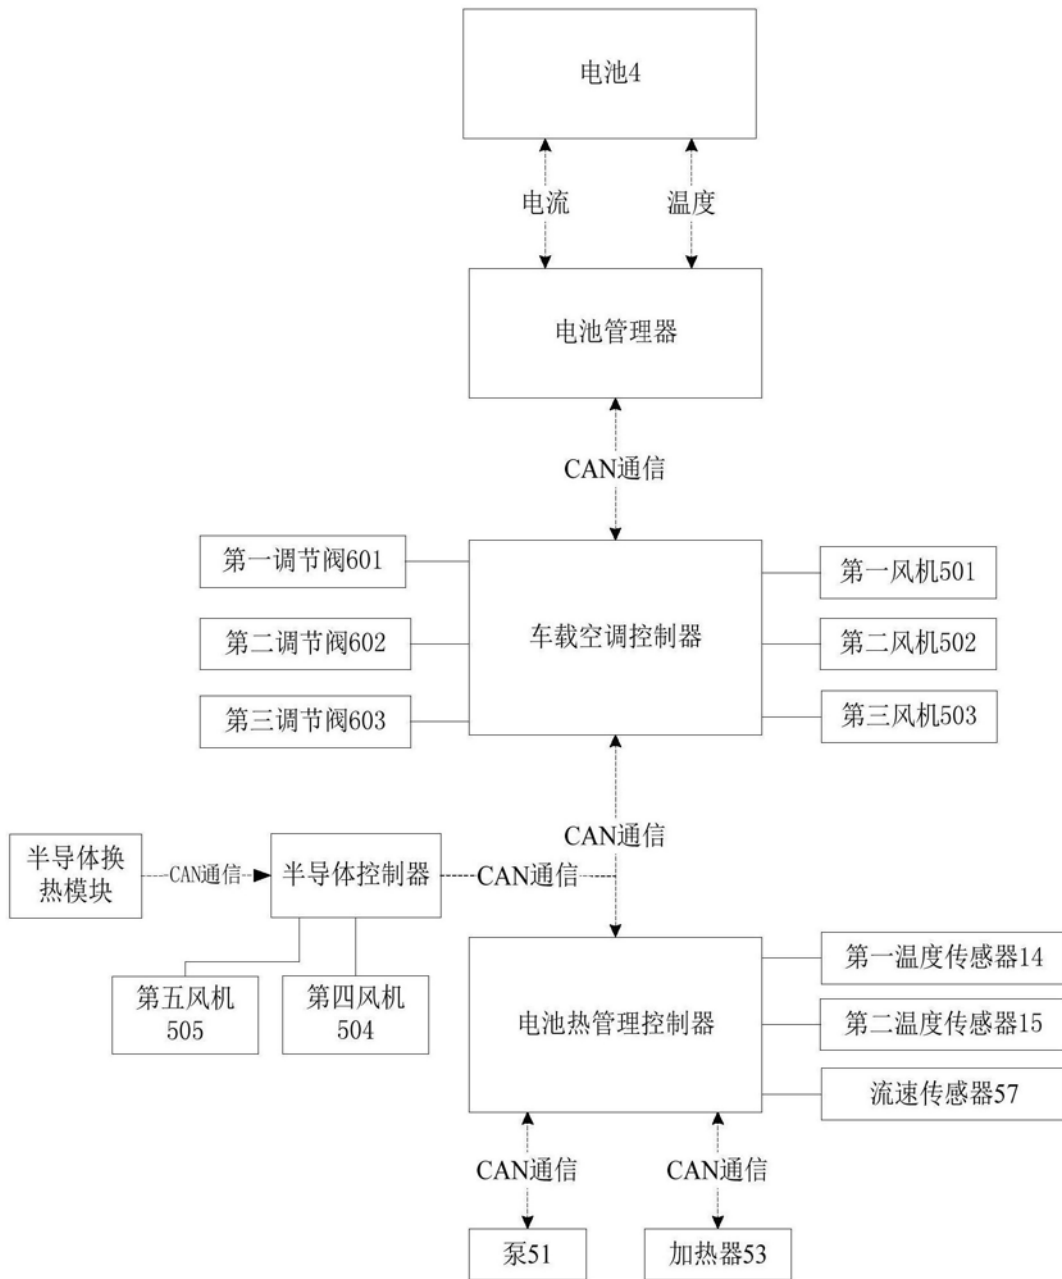 电池4
电流
温度
电池管理器
CAN通信
第一调节阀601
第一风机501
第二调节阀602
车载空调控制器
第二风机502
第三调节阀603
第三风机503
CAN通信
半导体换
热模块
CAN通信
半导体控制器
CAN通信
第五风机
505
第四风机
504
第一温度传感器14
电池热管理控制器
第二温度传感器15
流速传感器57
CAN通信
CAN通信
泵51
加热器53